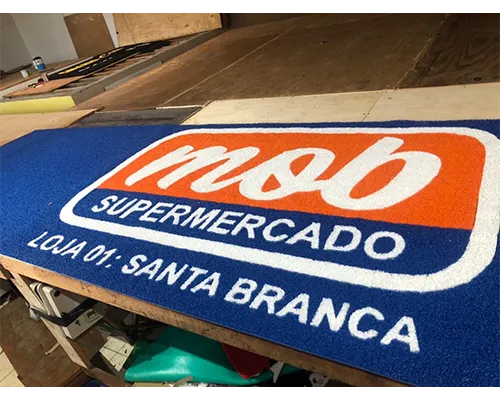 mob
SUPERMERCADO
LOJA 01: SANTA BRANCA